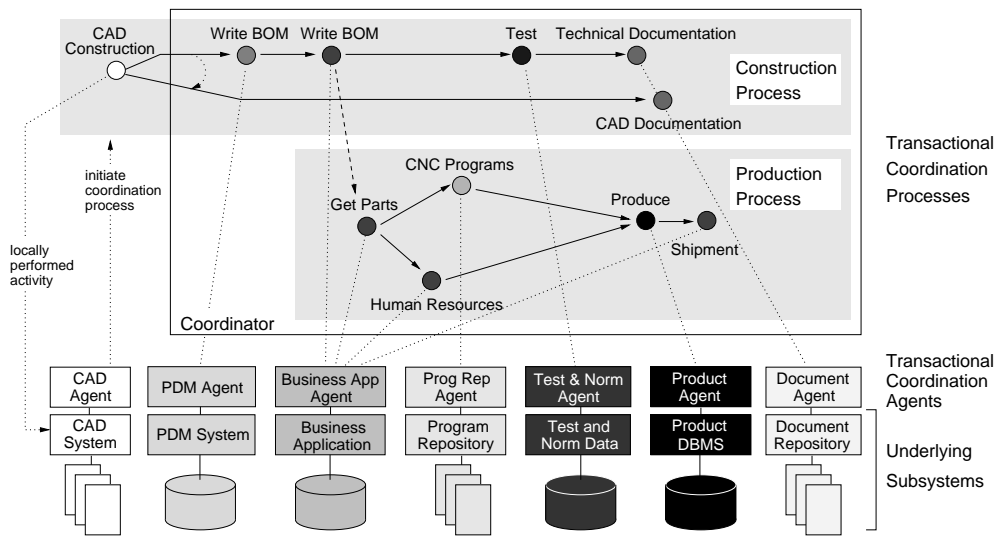 CAD
Construction
Write BOM
Write BOM
Test
Technical Documentation
Construction
Process
CAD Documentation
initiate
coordination
process
CNC Programs
Production
Process
Get Parts
Produce
Shipment
Human Resources
Transactional
Coordination
Processes
locally
performed
activity
Coordinator
CAD
Agent
PDM Agent
Business App
Agent
Prog Rep
Agent
Test & Norm
Agent
Product
Agent
Document
Agent
Transactional
Coordination
Agents
CAD
System
PDM System
Business
Application
Program
Repository
Test and
Norm Data
Product
DBMS
Document
Repository
Underlying
Subsystems